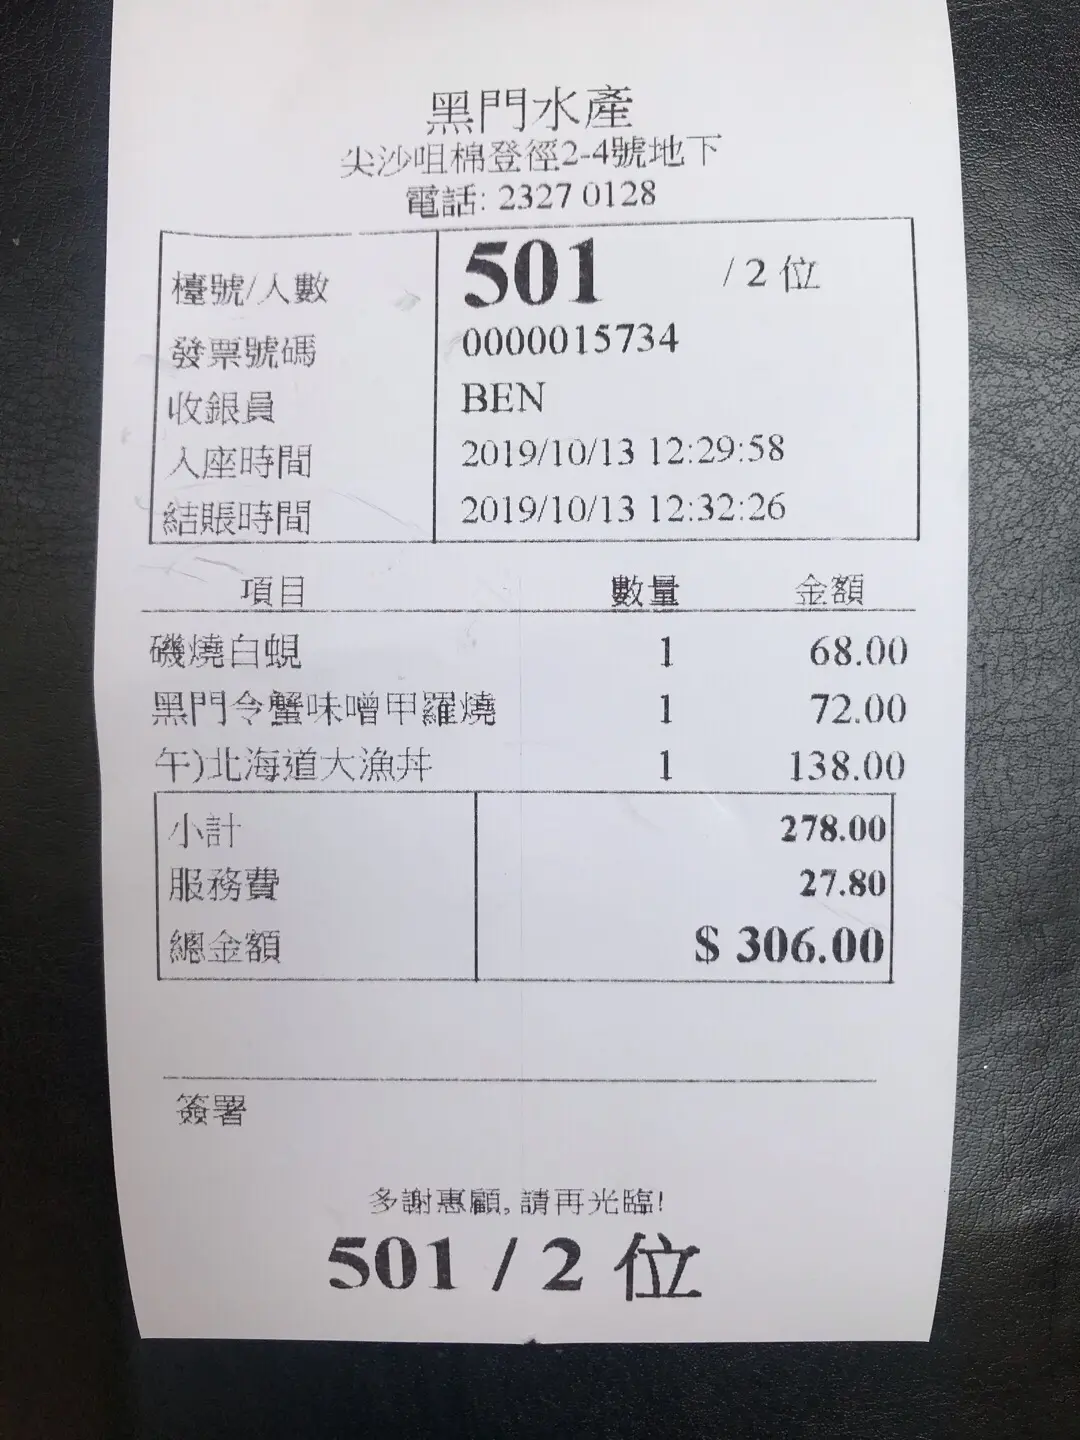 黑門水產
尖沙咀棉登徑2-4號地下
電話: 2327 0128
檯號/人數 501 / 2 位
發票號碼 0000015734
收銀員 BEN
入座時間 2019/10/13 12:29:58
結賬時間 2019/10/13 12:32:26
項目 數量 金額
磯燒白蜆 1 68.00
黑門令蟹味噌甲羅燒 1 72.00
午)北海道大漁丼 1 138.00
小計 278.00
服務費 27.80
總金額 $ 306.00
簽署
多謝惠顧, 請再光臨!
501 / 2 位